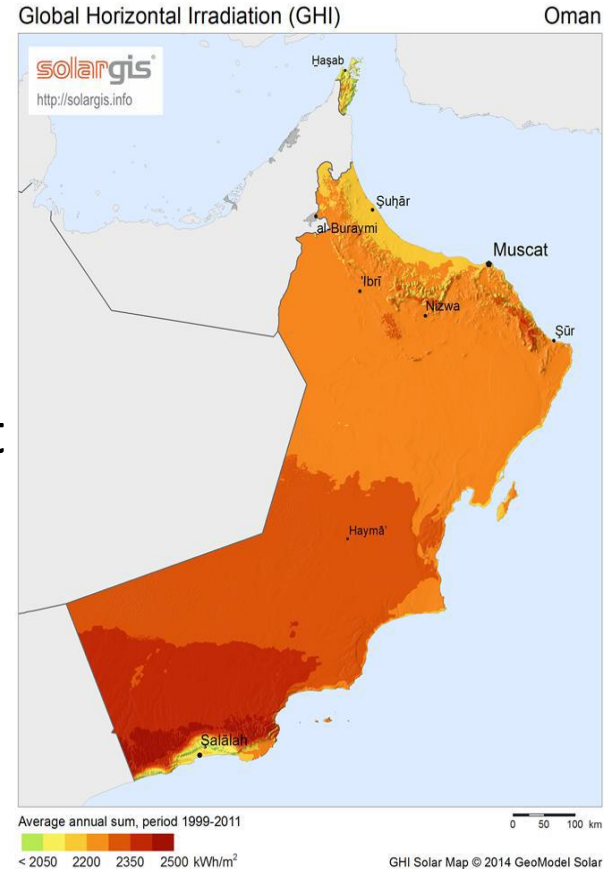 Global Horizontal Irradiation (GHI) Oman
solargis
http://solargis.info
Ḩaşab
Şuḩār
al-Buraymi
Muscat
'Ibrī
Nizwa
Şūr
t
Haymā'
Şalālah
Average annual sum, period 1999-2011
0 50 100 km
< 2050 2200 2350 2500 kWh/m²
GHI Solar Map © 2014 GeoModel Solar